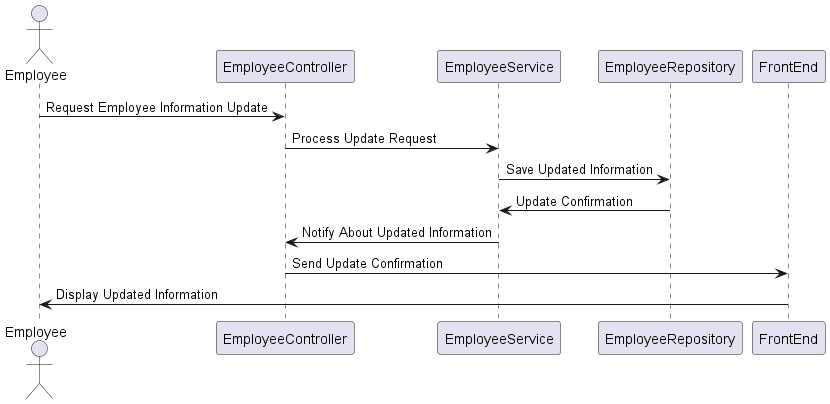 Employee
EmployeeController
EmployeeService
EmployeeRepository
FrontEnd
Request Employee Information Update
Process Update Request
Save Updated Information
Update Confirmation
Notify About Updated Information
Send Update Confirmation
Display Updated Information
Employee
EmployeeController
EmployeeService
EmployeeRepository
FrontEnd